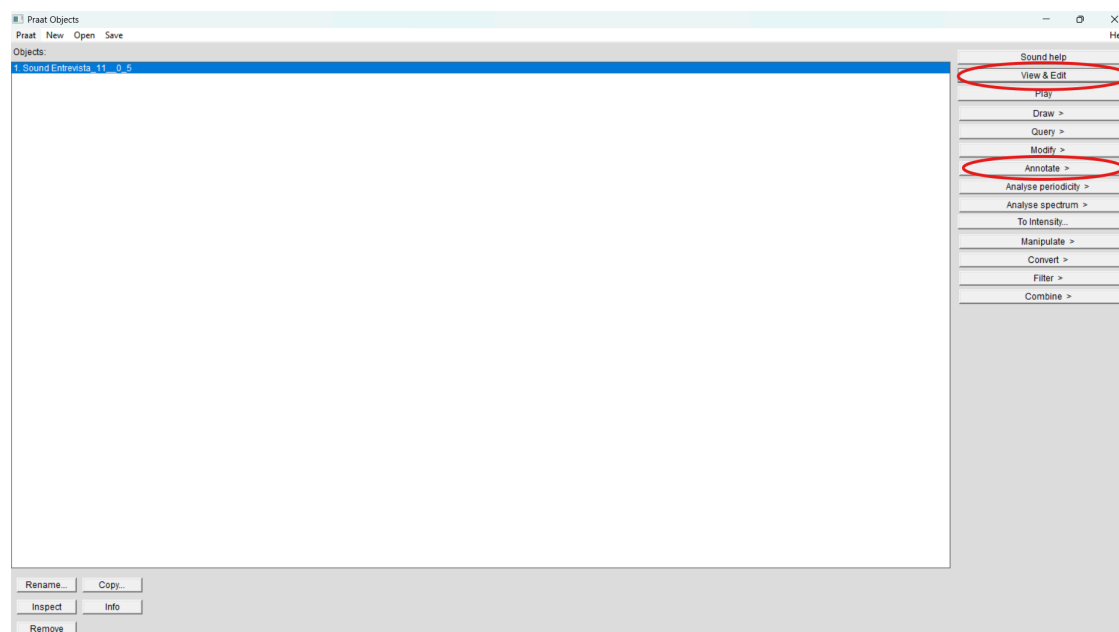 Praat Objects
Praat New Open Save He
Objects:
1. Sound Entrevista_11__0_5
Sound help
View & Edit
Play
Draw >
Query >
Modify >
Annotate >
Analyse periodicity >
Analyse spectrum >
To Intensity...
Manipulate >
Convert >
Filter >
Combine >
Rename... Copy...
Inspect Info
Remove